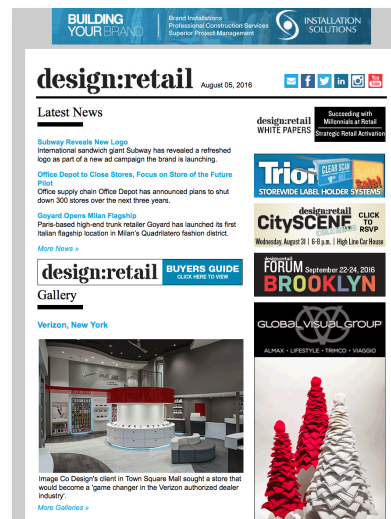 BUILDING
YOUR BRAND
Brand Installations
Professional Construction Services
Superior Project Management
INSTALLATION
SOLUTIONS
design:retail
August 05, 2016
You
Tube
Latest News
Subway Reveals New Logo
International sandwich giant Subway has revealed a refreshed
logo as part of a new ad campaign the brand is launching.
Office Depot to Close Stores, Focus on Store of the Future
Pilot
Office supply chain Office Depot has announced plans to shut
down 300 stores over the next three years.
Goyard Opens Milan Flagship
Paris-based high-end trunk retailer Goyard has launched its first
Italian flagship location in Milan's Quadrilatero fashion district.
More News »
design:retail
BUYERS GUIDE
CLICK HERE TO VIEW
Gallery
Verizon, New York
Image Co Design's client in Town Square Mall sought a store that
would become a 'game changer in the Verizon authorized dealer
industry'.
More Galleries »
design:retail
WHITE PAPERS
Succeeding with
Millennials at Retail
Strategic Retail Activation
Trion
CLEAR SCAN
STOREWIDE LABEL HOLDER SYSTEMS
design:retail
CitySCENE
CLICK
TO
RSVP
Wednesday, August 31 | 6-8 p.m. | High Line Car House
design:retail
FORUM
September 22-24, 2016
BROOKLYN
GLOBAL VISUAL GROUP
ALMAX • LIFESTYLE • TRIMCO • VIAGGIO